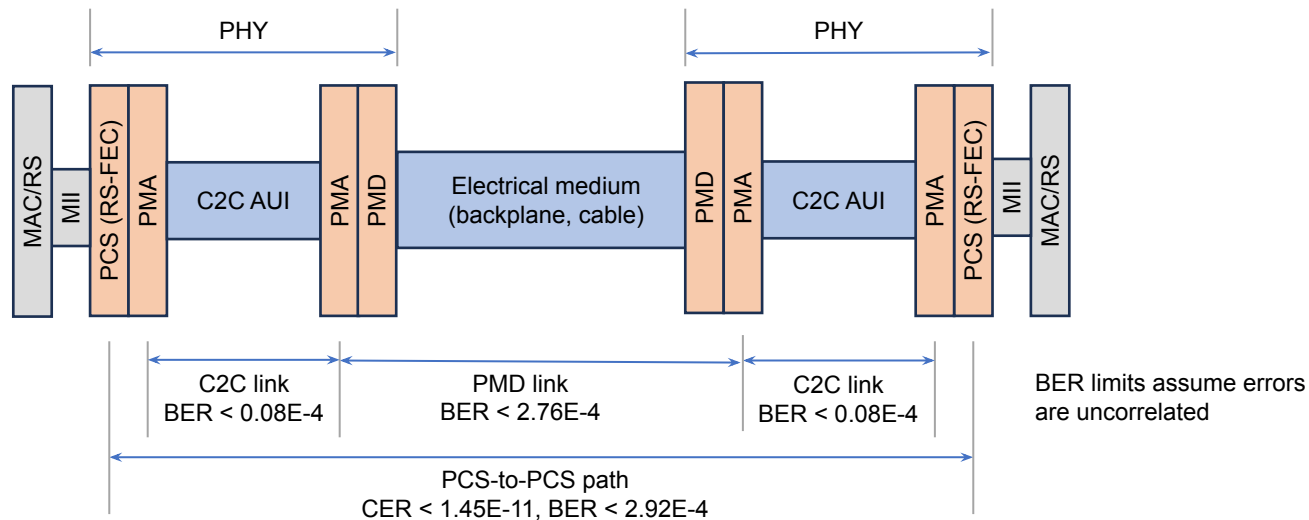 PHY
PHY
MAC/RS
MII
PCS (RS-FEC)
PMA
C2C AUI
PMA
PMD
Electrical medium
(backplane, cable)
PMD
PMA
C2C AUI
PMA
PCS (RS-FEC)
MII
MAC/RS
C2C link
BER < 0.08E-4
PMD link
BER < 2.76E-4
C2C link
BER < 0.08E-4
BER limits assume errors
are uncorrelated
PCS-to-PCS path
CER < 1.45E-11, BER < 2.92E-4